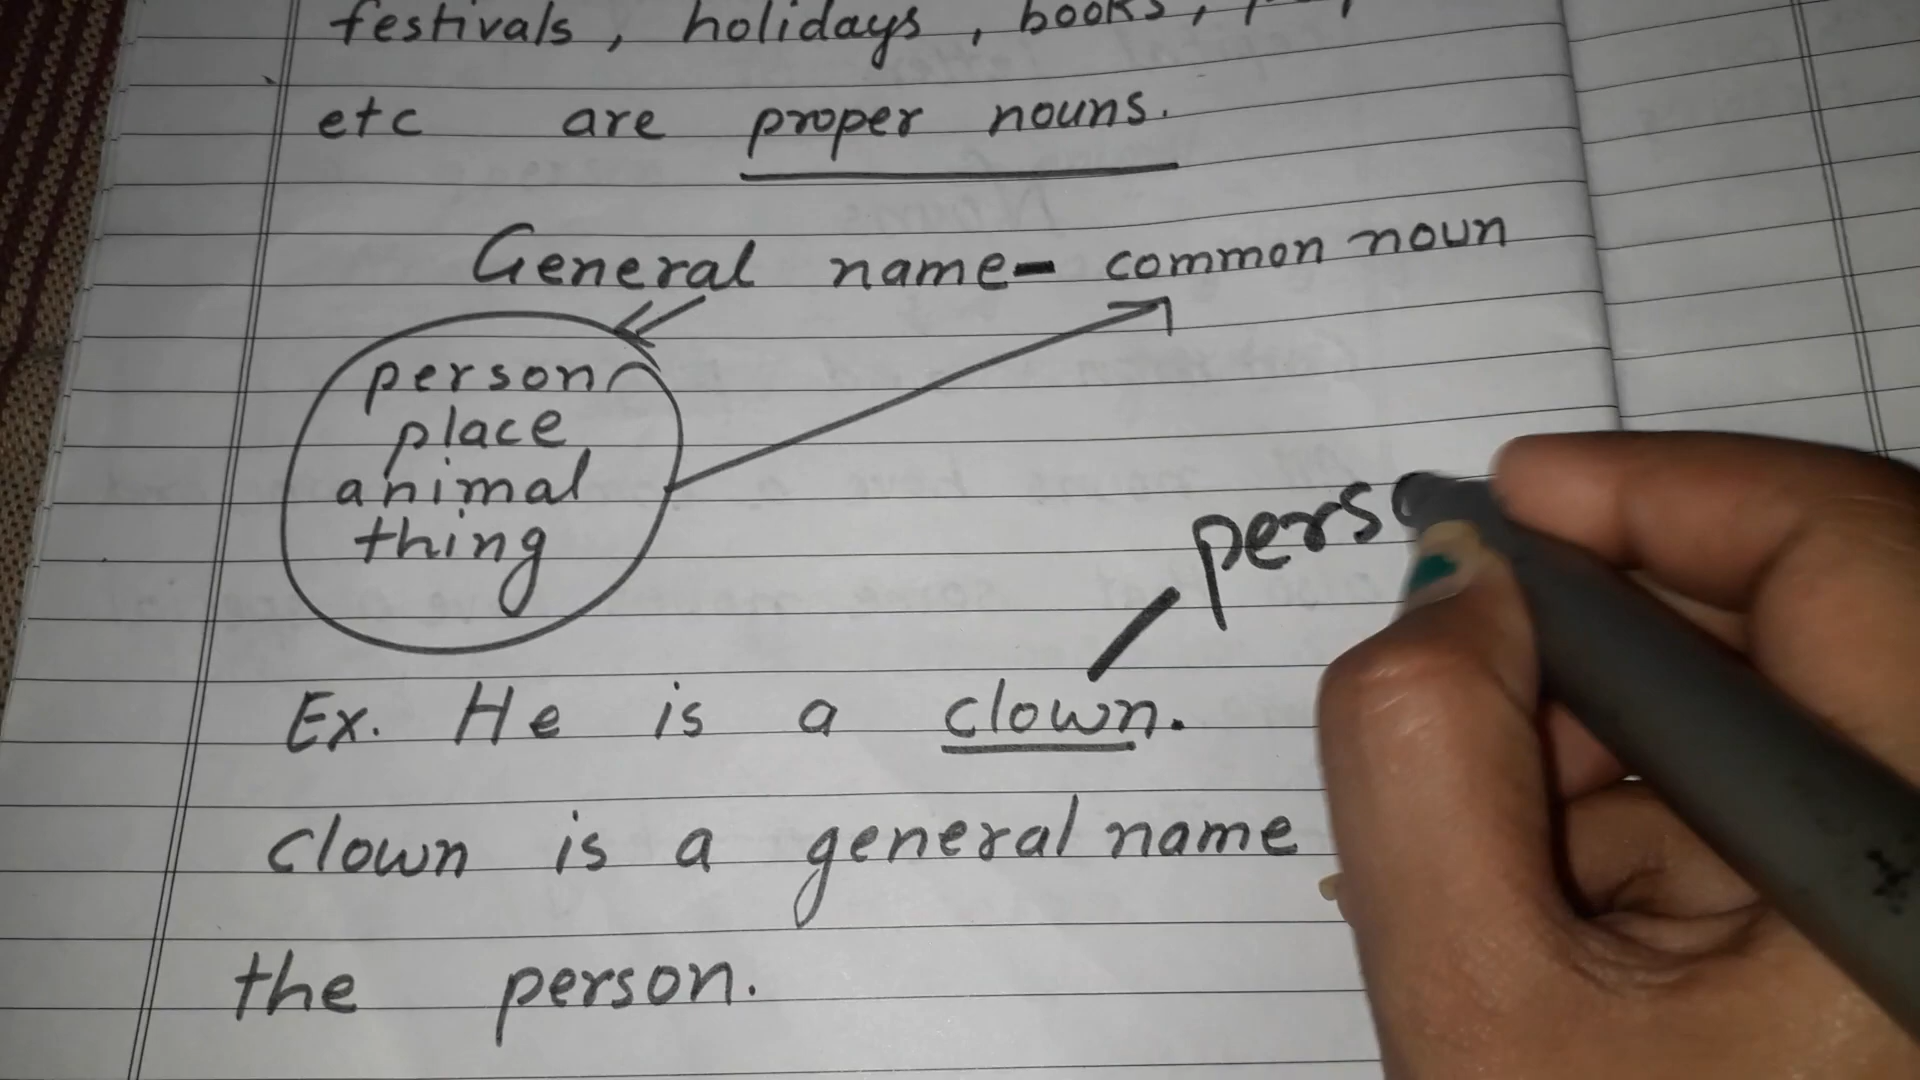 festivals, holidays, books,
etc are proper nouns.
General name - common noun
person
place
animal
thing
perso
Ex. He is a clown.
Clown is a general name
the person.